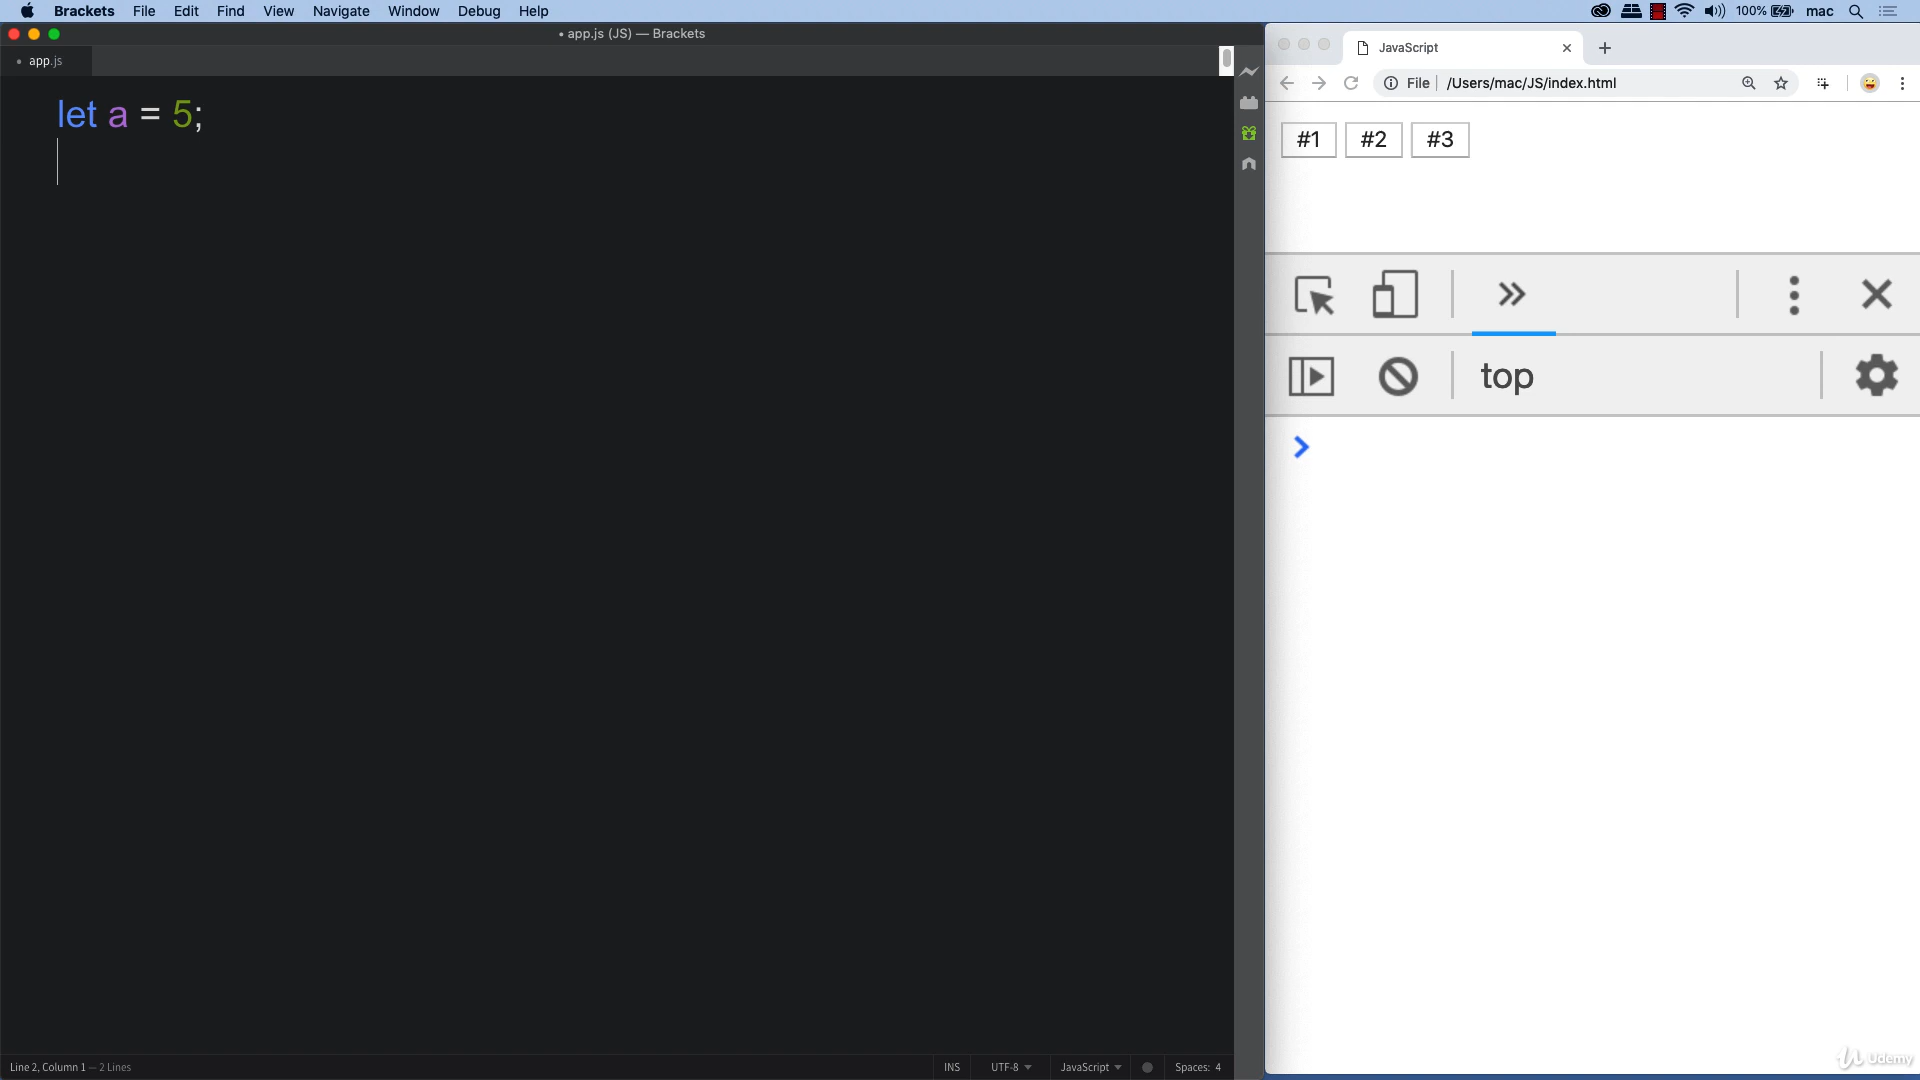 Brackets File Edit Find View Navigate Window Debug Help 100% mac
• app.js (JS) — Brackets
• app.js
let a = 5;
Line 2, Column 1 — 2 Lines
INS UTF-8 JavaScript Spaces: 4
JavaScript
File /Users/mac/JS/index.html
#1 #2 #3
top
Udemy